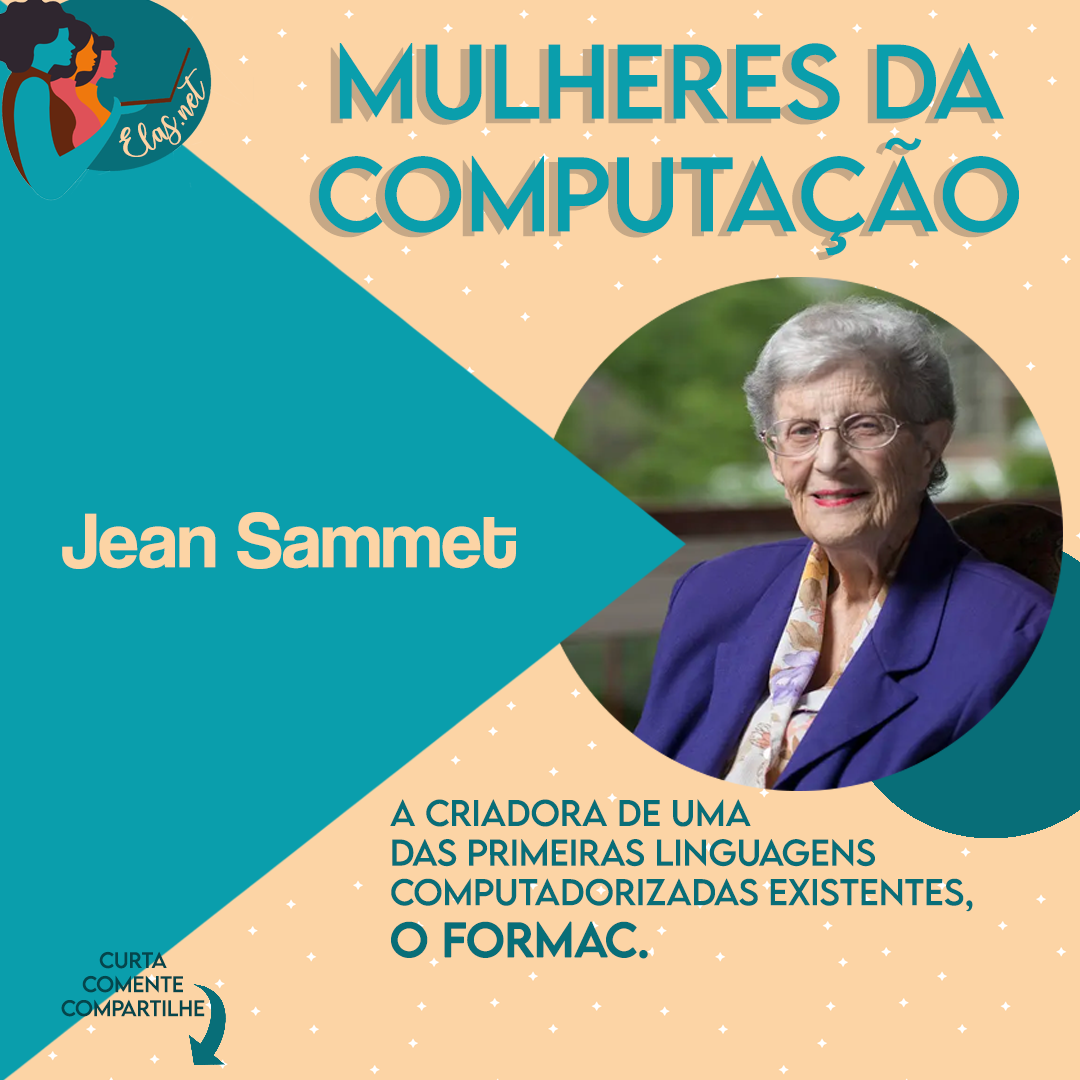 Elas.net
MULHERES DA
COMPUTAÇÃO
Jean Sammet
A CRIADORA DE UMA
DAS PRIMEIRAS LINGUAGENS
COMPUTADORIZADAS EXISTENTES,
O FORMAC.
CURTA
COMENTE
COMPARTILHE